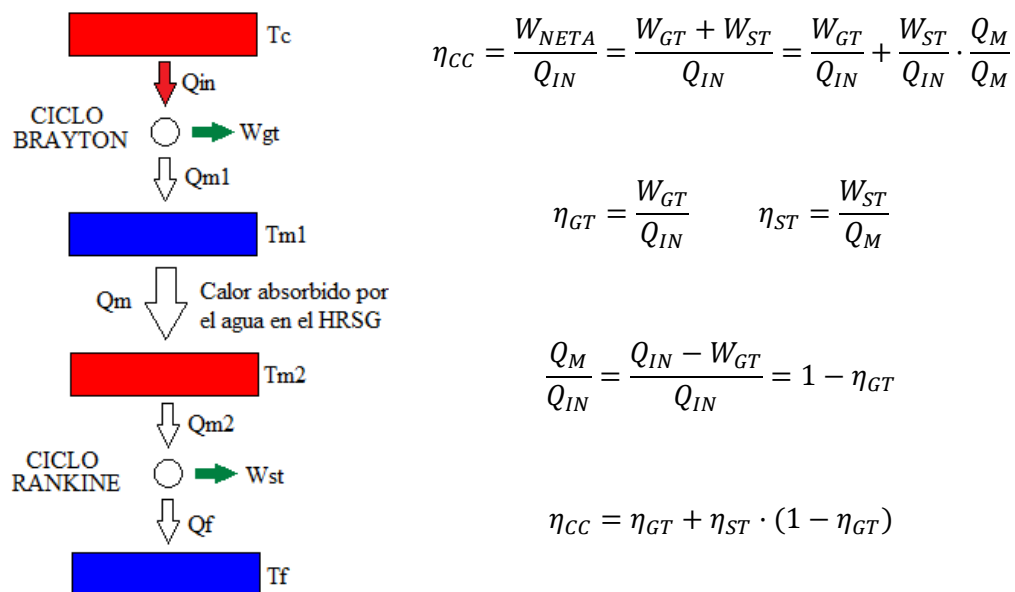 Tc
Qin
CICLO
BRAYTON
Wgt
Qm1
Tm1
Qm
Calor absorbido por
el agua en el HRSG
Tm2
Qm2
CICLO
RANKINE
Wst
Qf
Tf
η_CC = W_NETA / Q_IN = (W_GT + W_ST) / Q_IN = W_GT / Q_IN + W_ST / Q_IN · Q_M / Q_M
η_GT = W_GT / Q_IN    η_ST = W_ST / Q_M
Q_M / Q_IN = (Q_IN − W_GT) / Q_IN = 1 − η_GT
η_CC = η_GT + η_ST · (1 − η_GT)